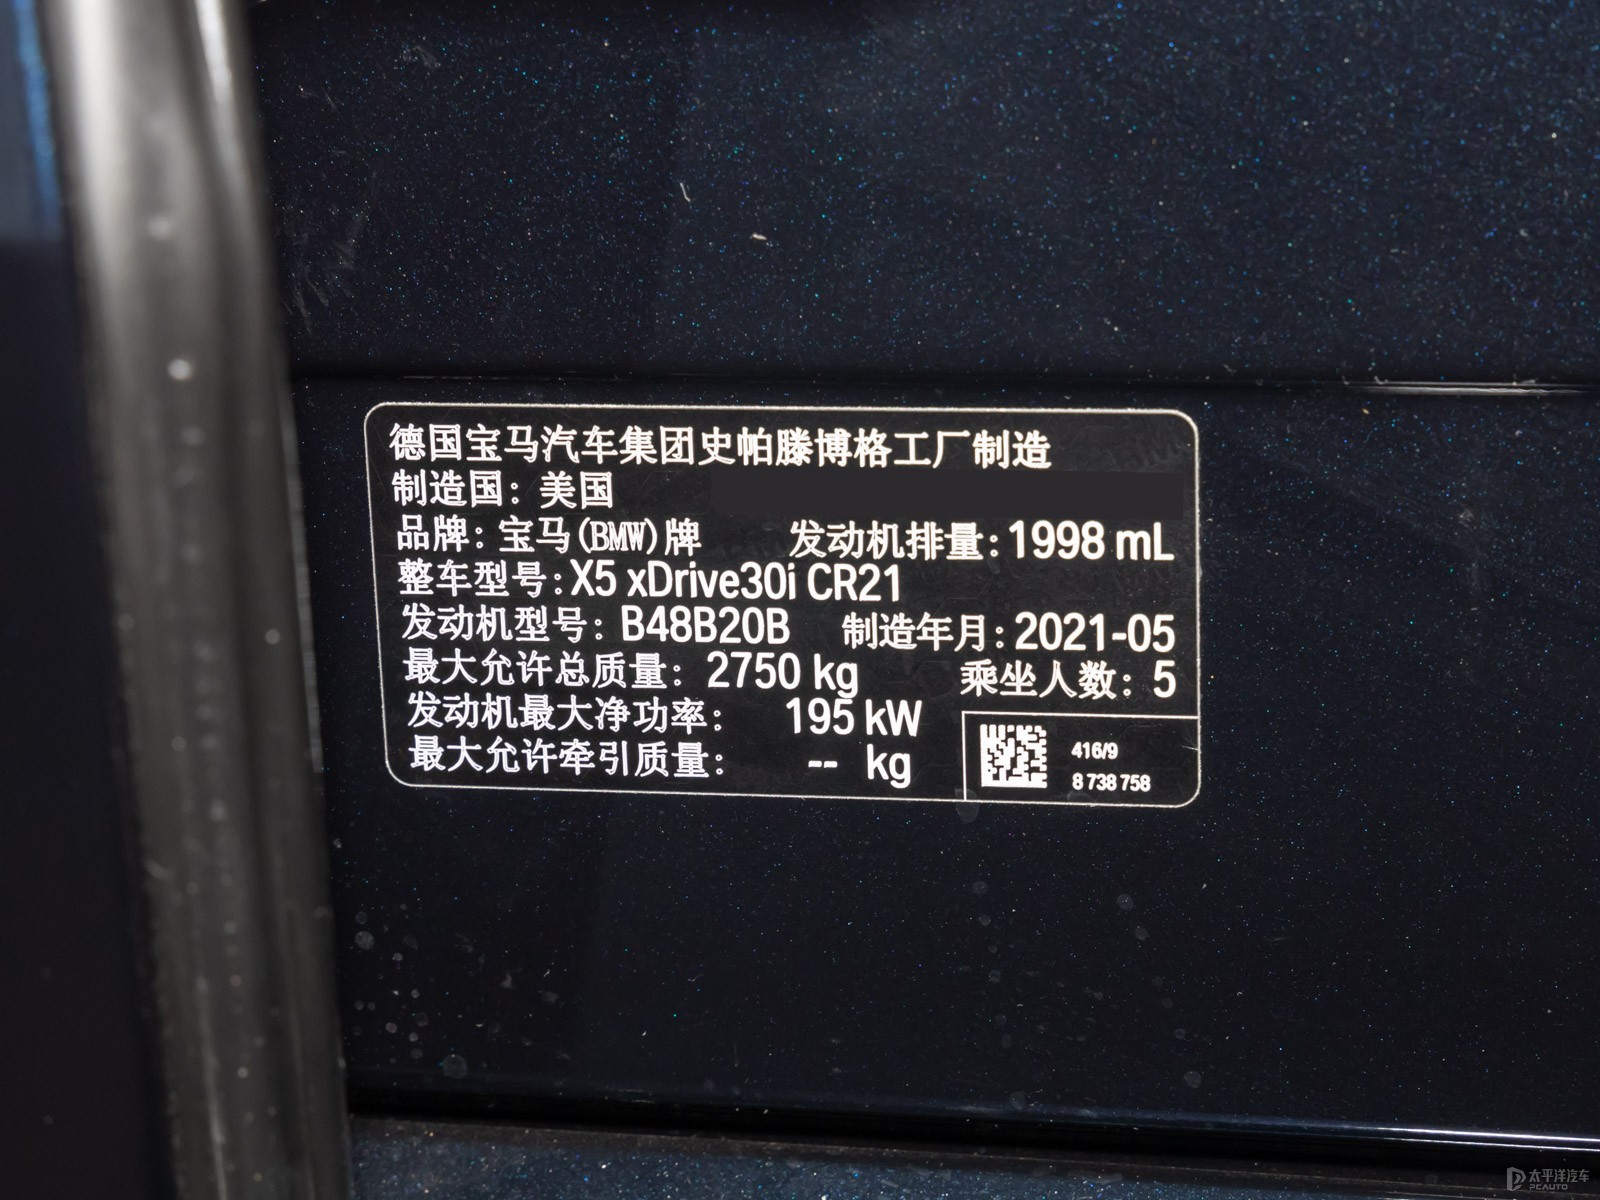 德国宝马汽车集团史帕滕博格工厂制造
制造国：美国
品牌：宝马(BMW)牌 发动机排量：1998 mL
整车型号：X5 xDrive30i CR21
发动机型号：B48B20B 制造年月：2021-05
最大允许总质量：2750 kg 乘坐人数：5
发动机最大净功率：195 kW
最大允许牵引质量：-- kg
416/9
8 738 758
太平洋汽车
PCAUTO